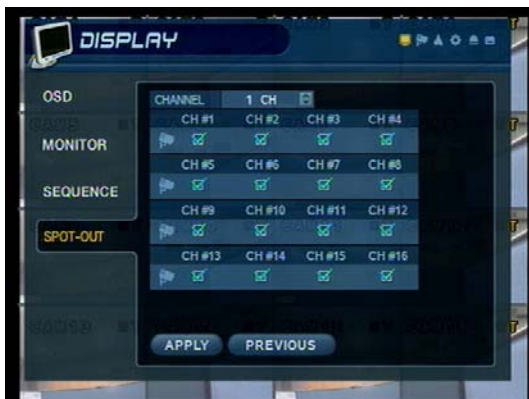 DISPLAY
OSD
MONITOR
SEQUENCE
SPOT-OUT
CHANNEL 1 CH
CH #1 CH #2 CH #3 CH #4
CH #5 CH #6 CH #7 CH #8
CH #9 CH #10 CH #11 CH #12
CH #13 CH #14 CH #15 CH #16
APPLY PREVIOUS